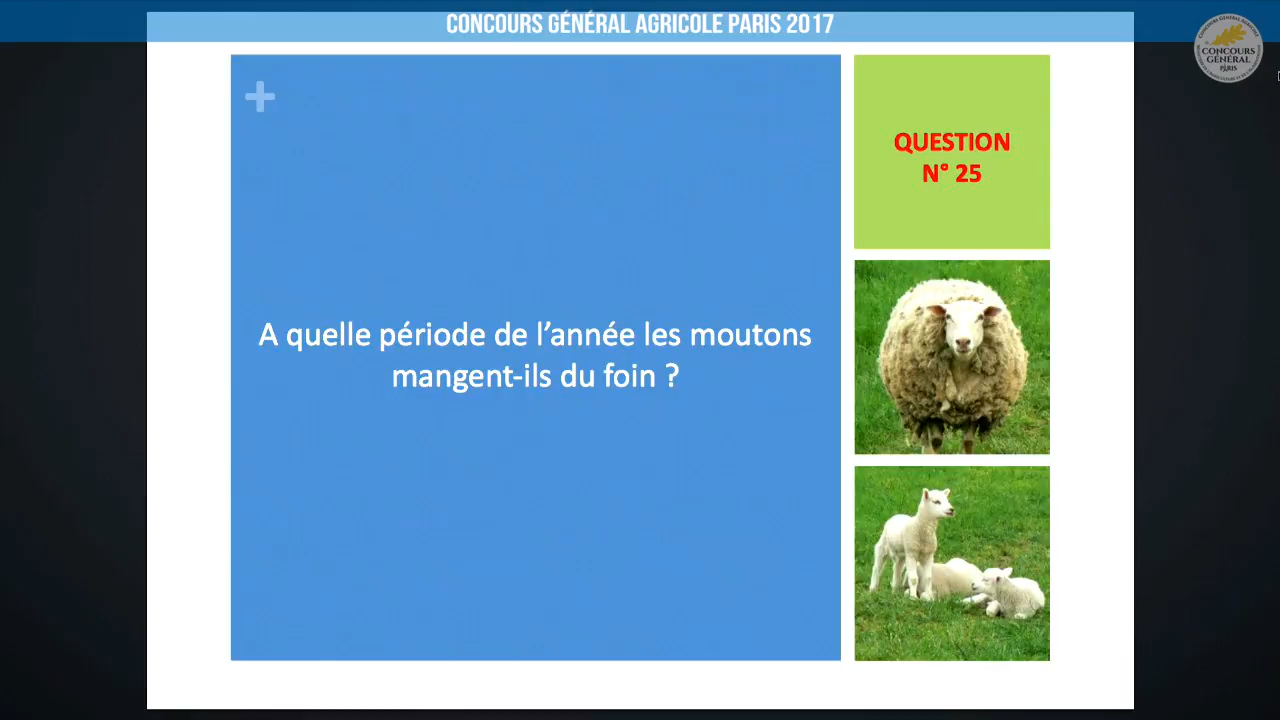 CONCOURS GÉNÉRAL AGRICOLE PARIS 2017
CONCOURS
GÉNÉRAL
PARIS
+
QUESTION
N° 25
A quelle période de l’année les moutons
mangent-ils du foin ?